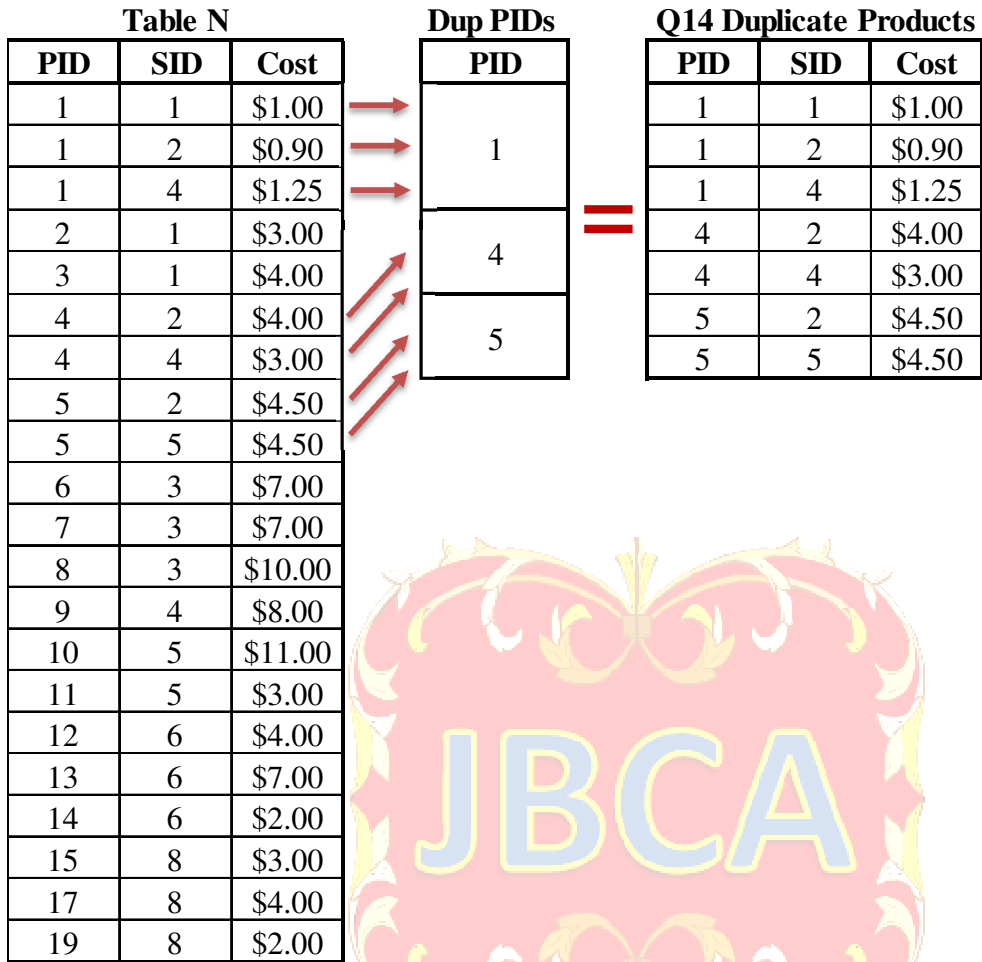 Table N Dup PIDs Q14 Duplicate Products
PID SID Cost PID PID SID Cost
1 1 $1.00 1 1 1 $1.00
1 2 $0.90 1 2 $0.90
1 4 $1.25 1 4 $1.25
2 1 $3.00 4 4 2 $4.00
3 1 $4.00 4 4 $3.00
4 2 $4.00 5 5 2 $4.50
4 4 $3.00 5 5 $4.50
5 2 $4.50
5 5 $4.50
6 3 $7.00
7 3 $7.00
8 3 $10.00
9 4 $8.00
10 5 $11.00
11 5 $3.00
12 6 $4.00
13 6 $7.00
14 6 $2.00
15 8 $3.00
17 8 $4.00
19 8 $2.00
=
JBCA